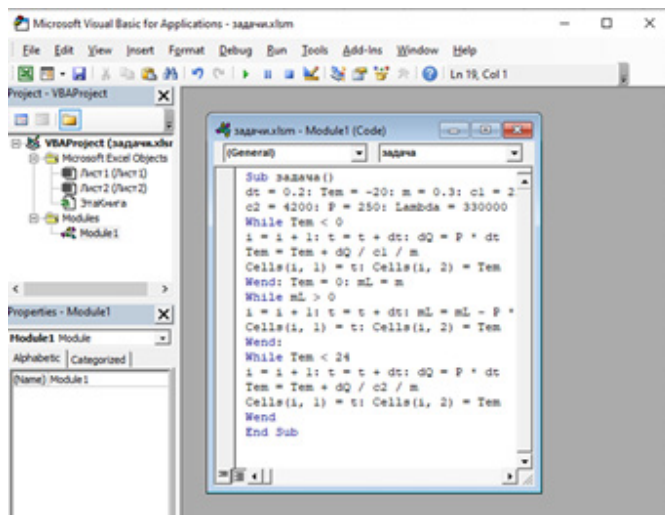 Microsoft Visual Basic for Applications - задачи.xlsm
File Edit View Insert Format Debug Run Tools Add-Ins Window Help
Ln 19, Col 1
Project - VBAProject
VBAProject (задачи.xlsr
Microsoft Excel Objects
Лист1 (Лист1)
Лист2 (Лист2)
ЭтаКнига
Modules
Module1
Properties - Module1
Module1 Module
Alphabetic Categorized
(Name) Module1
задачи.xlsm - Module1 (Code)
(General) задача
Sub задача()
dt = 0.2: Tem = -20: m = 0.3: c1 = 2
c2 = 4200: P = 250: Lambda = 330000
While Tem < 0
i = i + 1: t = t + dt: dQ = P * dt
Tem = Tem + dQ / c1 / m
Cells(i, 1) = t: Cells(i, 2) = Tem
Wend: Tem = 0: mL = m
While mL > 0
i = i + 1: t = t + dt: mL = mL - P *
Cells(i, 1) = t: Cells(i, 2) = Tem
Wend:
While Tem < 24
i = i + 1: t = t + dt: dQ = P * dt
Tem = Tem + dQ / c2 / m
Cells(i, 1) = t: Cells(i, 2) = Tem
Wend
End Sub